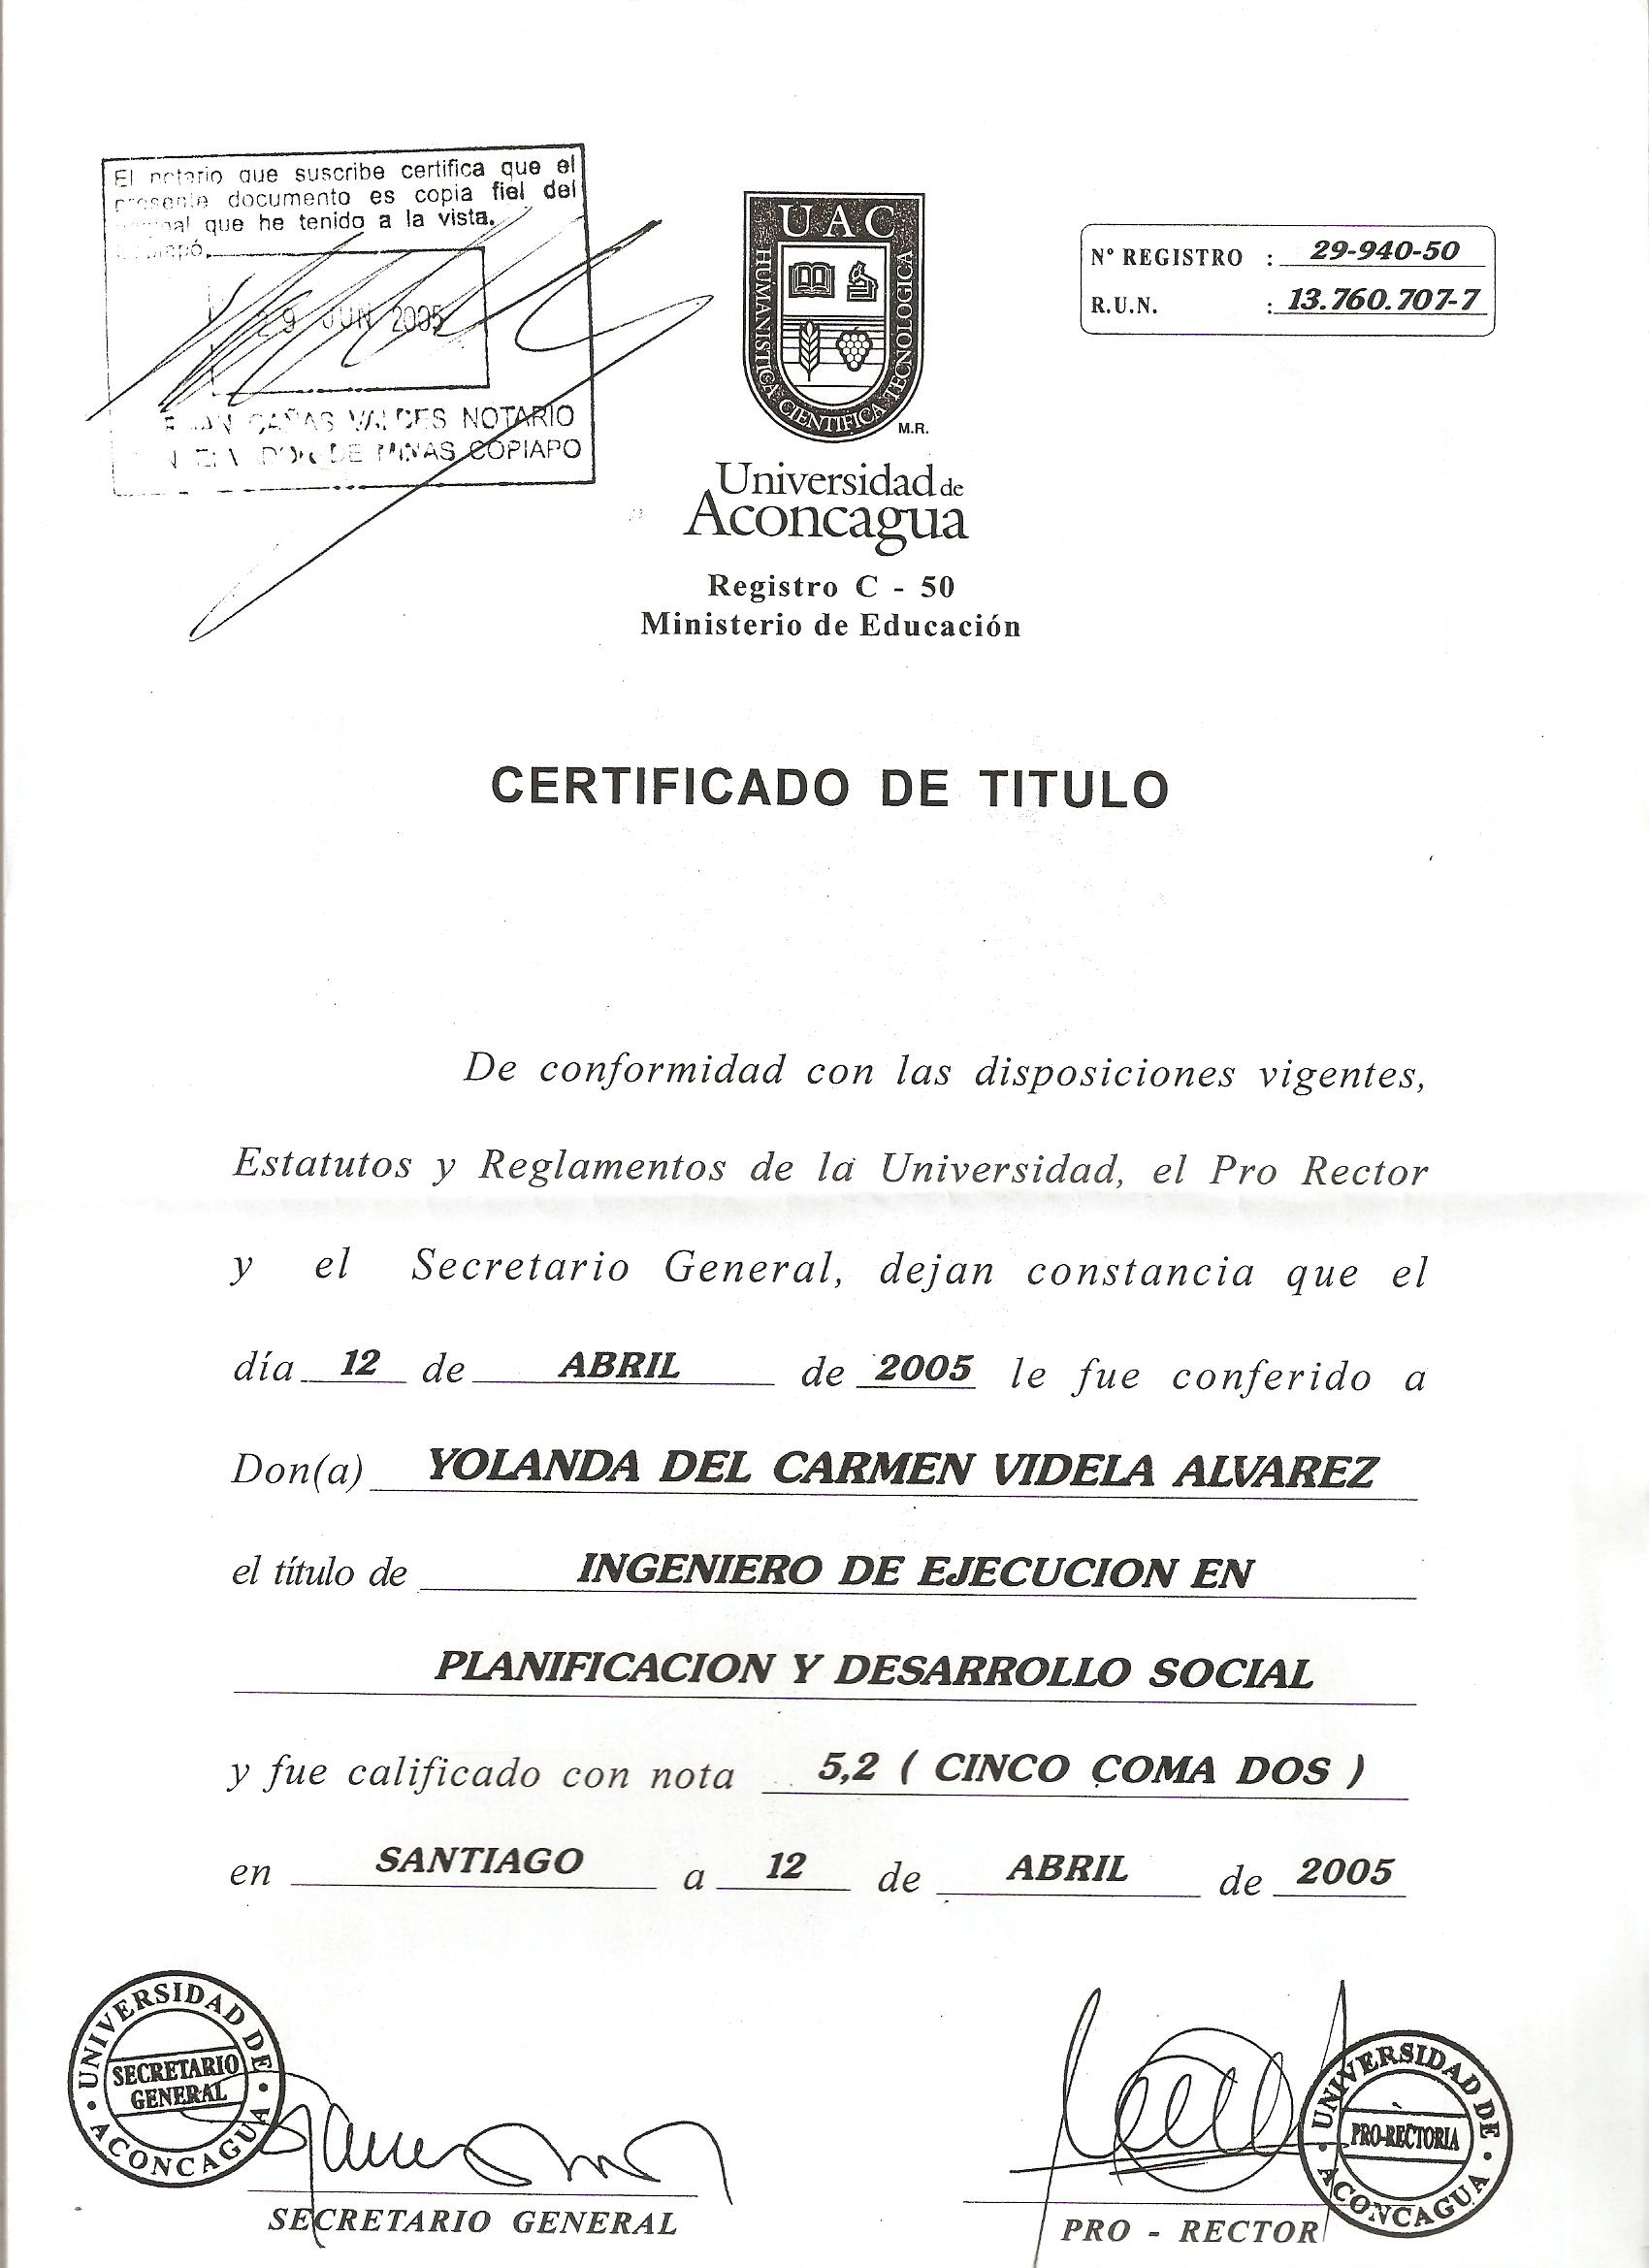 El notario que suscribe certifica que el
presente documento es copia fiel del
que he tenido a la vista.
29 JUN 2005
CAÑAS VALDES NOTARIO
DE MINAS COPIAPO
UAC
HUMANISTICA CIENTIFICA TECNOLOGICA
M.R.
Universidad de
Aconcagua
Registro C - 50
Ministerio de Educación
Nº REGISTRO : 29-940-50
R.U.N. : 13.760.707-7
CERTIFICADO DE TITULO
De conformidad con las disposiciones vigentes,
Estatutos y Reglamentos de la Universidad, el Pro Rector
y el Secretario General, dejan constancia que el
día 12 de ABRIL de 2005 le fue conferido a
Don(a) YOLANDA DEL CARMEN VIDELA ALVAREZ
el título de INGENIERO DE EJECUCION EN
PLANIFICACION Y DESARROLLO SOCIAL
y fue calificado con nota 5,2 ( CINCO COMA DOS )
en SANTIAGO a 12 de ABRIL de 2005
UNIVERSIDAD DE ACONCAGUA
SECRETARIO
GENERAL
SECRETARIO GENERAL
UNIVERSIDAD DE ACONCAGUA
PRO-RECTORIA
PRO - RECTOR